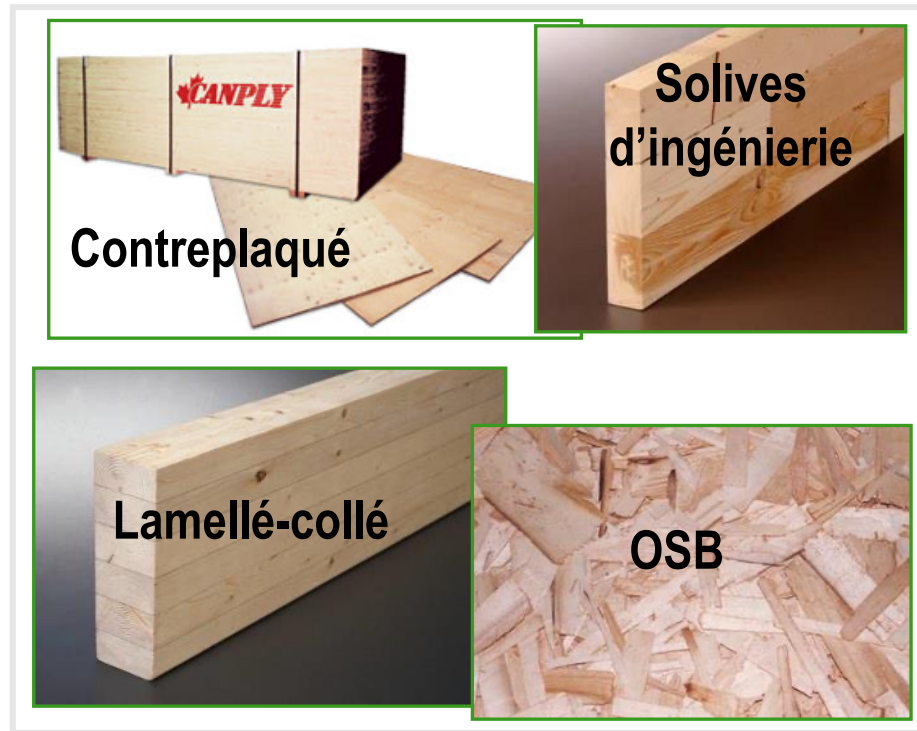 CANPLY
Contreplaqué
Solives
d'ingénierie
Lamellé-collé
OSB